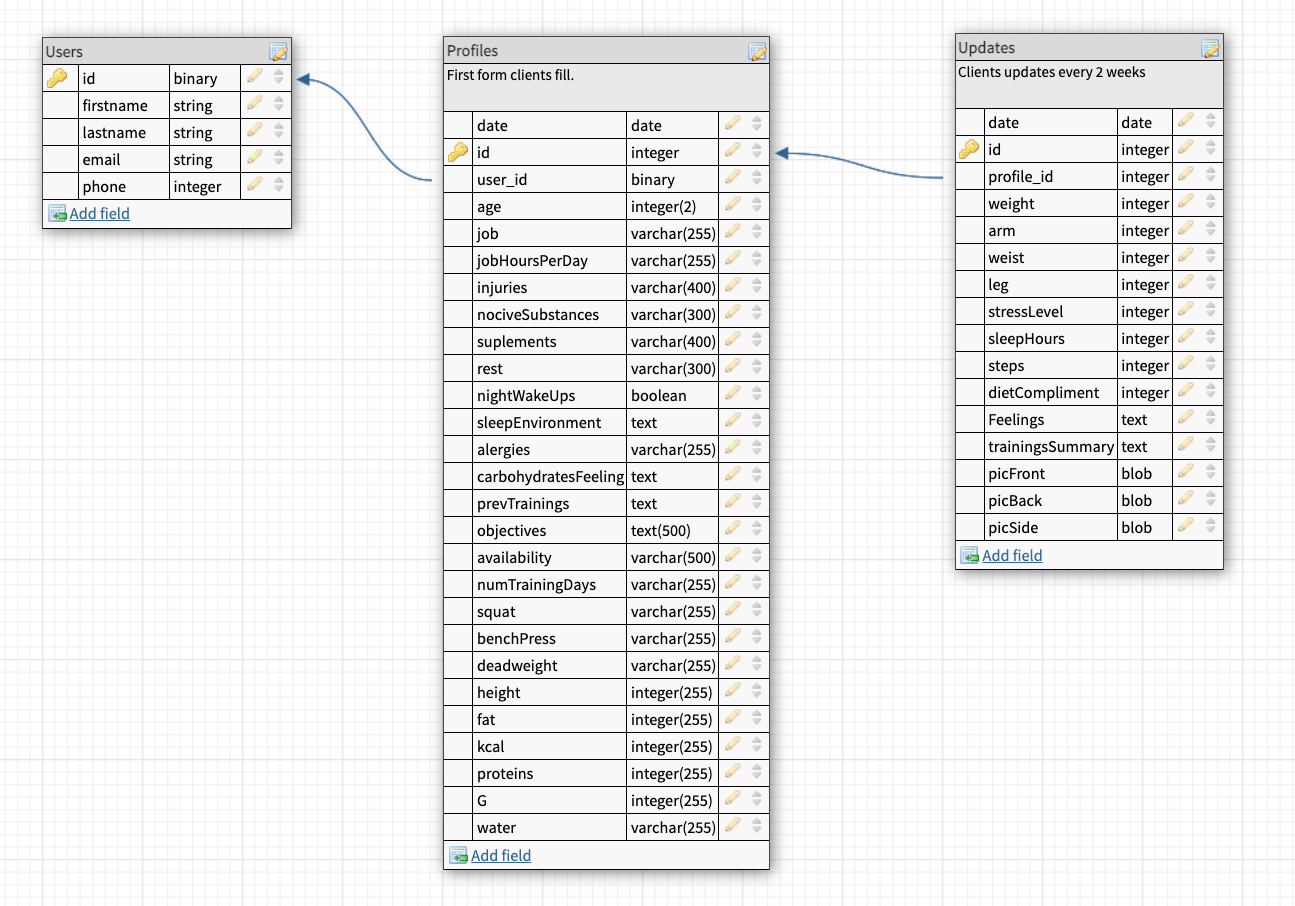 Users
id binary
firstname string
lastname string
email string
phone integer
Add field
Profiles
First form clients fill.
date date
id integer
user_id binary
age integer(2)
job varchar(255)
jobHoursPerDay varchar(255)
injuries varchar(400)
nociveSubstances varchar(300)
suplements varchar(400)
rest varchar(300)
nightWakeUps boolean
sleepEnvironment text
alergies varchar(255)
carbohydratesFeeling text
prevTrainings text
objectives text(500)
availability varchar(500)
numTrainingDays varchar(255)
squat varchar(255)
benchPress varchar(255)
deadweight varchar(255)
height integer(255)
fat integer(255)
kcal integer(255)
proteins integer(255)
G integer(255)
water varchar(255)
Add field
Updates
Clients updates every 2 weeks
date date
id integer
profile_id integer
weight integer
arm integer
weist integer
leg integer
stressLevel integer
sleepHours integer
steps integer
dietCompliment integer
Feelings text
trainingsSummary text
picFront blob
picBack blob
picSide blob
Add field